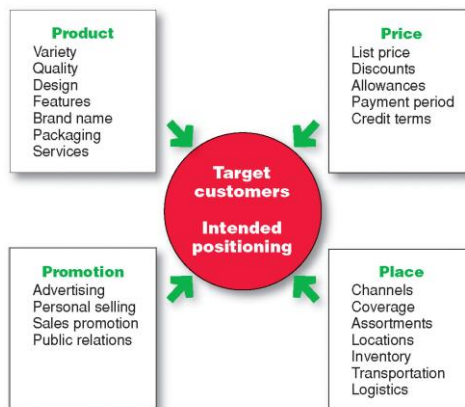 Product
Variety
Quality
Design
Features
Brand name
Packaging
Services
Price
List price
Discounts
Allowances
Payment period
Credit terms
Target
customers
Intended
positioning
Promotion
Advertising
Personal selling
Sales promotion
Public relations
Place
Channels
Coverage
Assortments
Locations
Inventory
Transportation
Logistics